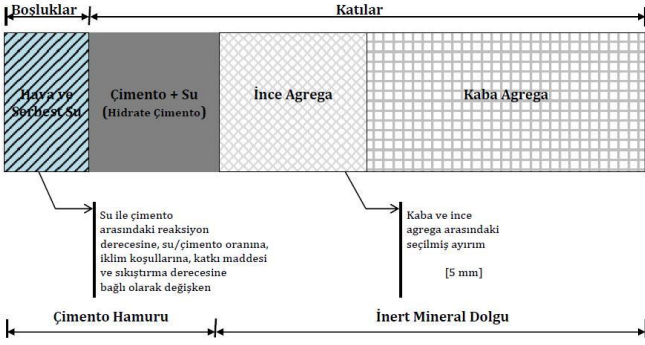 Boşluklar
Katılar
Hava ve
Serbest Su
Çimento + Su
(Hidrate Çimento)
İnce Agrega
Kaba Agrega
Su ile çimento
arasındaki reaksiyon
derecesine, su/çimento oranına,
iklim koşullarına, katkı maddesi
ve sıkıştırma derecesine
bağlı olarak değişken
Kaba ve ince
agrega arasındaki
seçilmiş ayırım
[5 mm]
Çimento Hamuru
İnert Mineral Dolgu